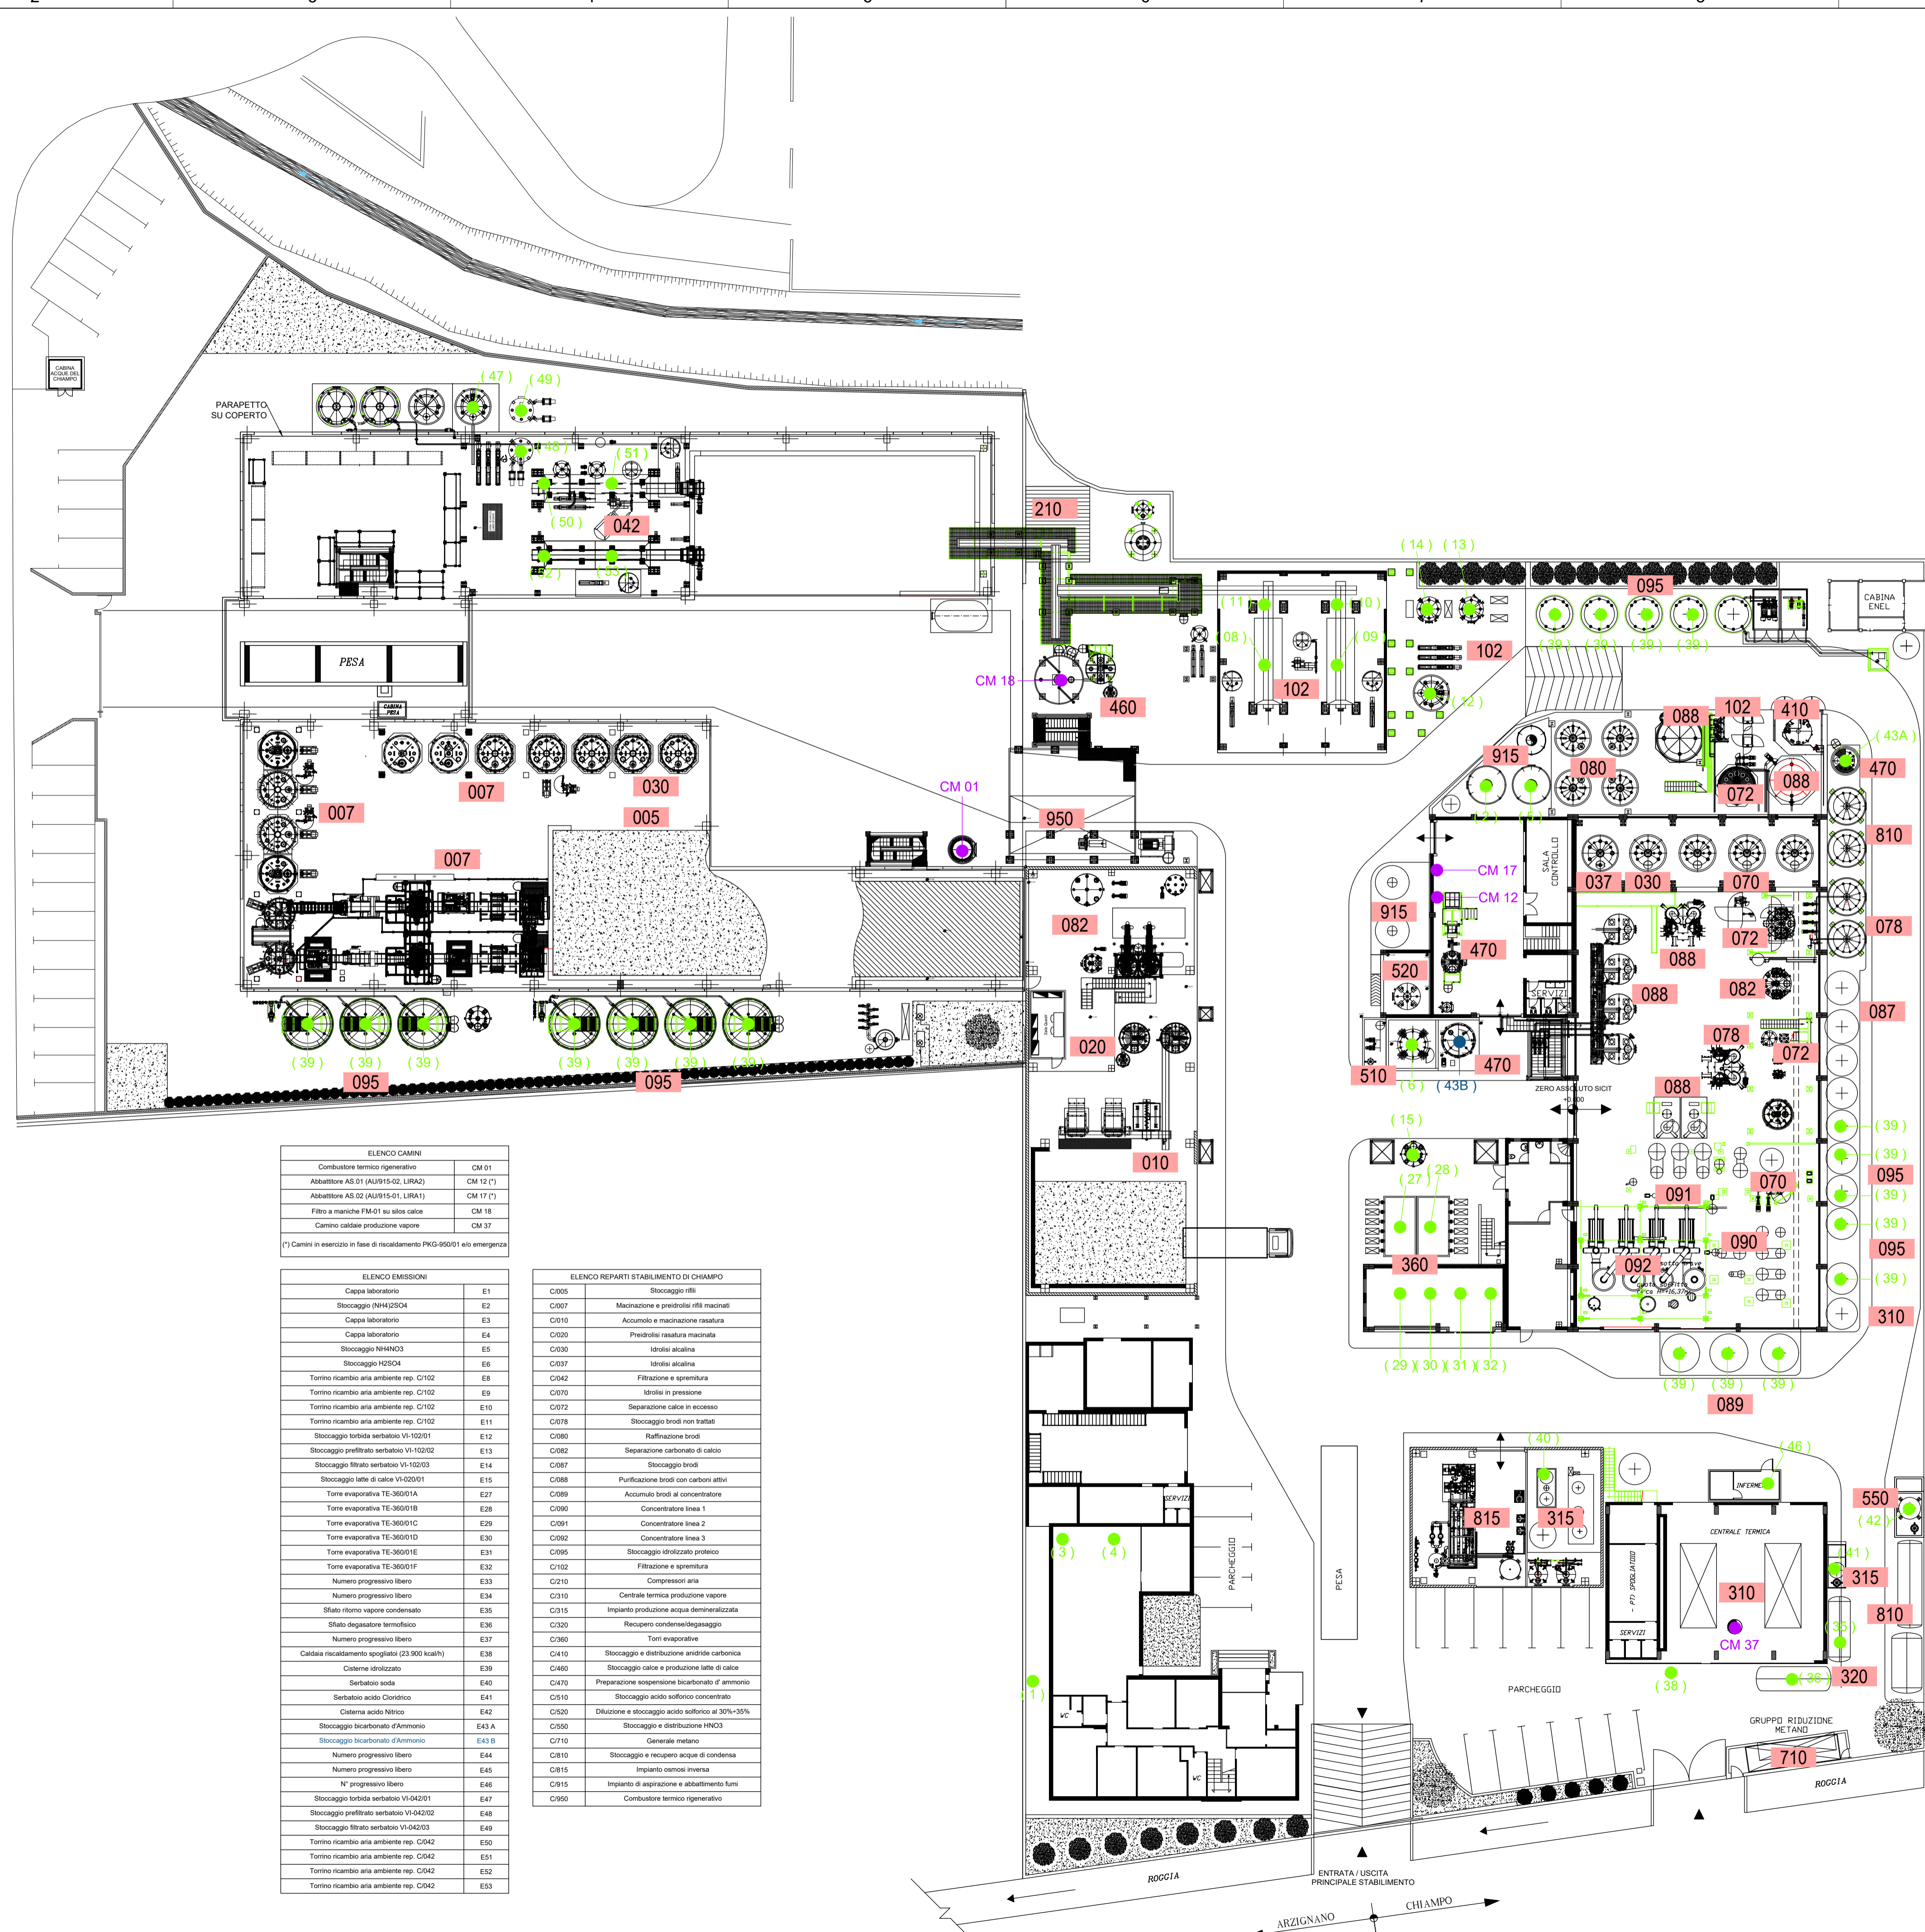 CABINA
ACQUE DEL
CHIAMPO
PARAPETTO
SU COPERTO
( 47 )
( 49 )
( 48 )
( 51 )
( 50 )
042
( 52 )
( 53 )
210
PESA
CABINA
PESA
CM 18
460
( 11 )
( 10 )
( 08 )
( 09 )
102
( 14 )
( 13 )
102
( 12 )
095
( 39 )
( 39 )
( 39 )
( 39 )
CABINA
ENEL
007
007
030
005
007
CM 01
950
915
( 2 )
( 5 )
080
088
102
410
072
088
( 43A )
470
810
SALA
CONTROLLO
037
030
070
CM 17
CM 12
915
470
520
SERVIZI
082
088
072
078
088
082
087
078
072
020
510
( 6 )
( 43B )
470
ZERO ASSOLUTO SICIT
+0.000
088
( 39 )
( 39 )
( 39 )
( 39 )
( 39 )
( 39 )
( 39 )
095
095
010
( 15 )
( 27 )
( 28 )
360
( 29 )
( 30 )
( 31 )
( 32 )
070
091
090
092
( 39 )
( 39 )
095
( 39 )
( 39 )
095
( 39 )
310
( 39 )
( 39 )
( 39 )
089
ELENCO CAMINI
Combustore termico rigenerativo CM 01
Abbattitore AS.01 (AU/915-02, LIRA2) CM 12 (*)
Abbattitore AS.02 (AU/915-01, LIRA1) CM 17 (*)
Filtro a maniche FM-01 su silos calce CM 18
Camino caldaie produzione vapore CM 37
(*) Camini in esercizio in fase di riscaldamento PKG-950/01 e/o emergenza
ELENCO EMISSIONI
Cappa laboratorio E1
Stoccaggio (NH4)2SO4 E2
Cappa laboratorio E3
Cappa laboratorio E4
Stoccaggio NH4NO3 E5
Stoccaggio H2SO4 E6
Torrino ricambio aria ambiente rep. C/102 E8
Torrino ricambio aria ambiente rep. C/102 E9
Torrino ricambio aria ambiente rep. C/102 E10
Torrino ricambio aria ambiente rep. C/102 E11
Stoccaggio torbida serbatoio VI-102/01 E12
Stoccaggio prefiltrato serbatoio VI-102/02 E13
Stoccaggio filtrato serbatoio VI-102/03 E14
Stoccaggio latte di calce VI-020/01 E15
Torre evaporativa TE-360/01A E27
Torre evaporativa TE-360/01B E28
Torre evaporativa TE-360/01C E29
Torre evaporativa TE-360/01D E30
Torre evaporativa TE-360/01E E31
Torre evaporativa TE-360/01F E32
Numero progressivo libero E33
Numero progressivo libero E34
Sfiato ritorno vapore condensato E35
Sfiato degasatore termofisico E36
Numero progressivo libero E37
Caldaia riscaldamento spogliatoi (23.900 kcal/h) E38
Cisterne idrolizzato E39
Serbatoio soda E40
Serbatoio acido Cloridrico E41
Cisterna acido Nitrico E42
Stoccaggio bicarbonato d'Ammonio E43 A
Stoccaggio bicarbonato d'Ammonio E43 B
Numero progressivo libero E44
Numero progressivo libero E45
N° progressivo libero E46
Stoccaggio torbida serbatoio VI-042/01 E47
Stoccaggio prefiltrato serbatoio VI-042/02 E48
Stoccaggio filtrato serbatoio VI-042/03 E49
Torrino ricambio aria ambiente rep. C/042 E50
Torrino ricambio aria ambiente rep. C/042 E51
Torrino ricambio aria ambiente rep. C/042 E52
Torrino ricambio aria ambiente rep. C/042 E53
ELENCO REPARTI STABILIMENTO DI CHIAMPO
C/005 Stoccaggio rifili
C/007 Macinazione e preidrolisi rifili macinati
C/010 Accumolo e macinazione rasatura
C/020 Preidrolisi rasatura macinata
C/030 Idrolisi alcalina
C/037 Idrolisi alcalina
C/042 Filtrazione e spremitura
C/070 Idrolisi in pressione
C/072 Separazione calce in eccesso
C/078 Stoccaggio brodi non trattati
C/080 Raffinazione brodi
C/082 Separazione carbonato di calcio
C/087 Stoccaggio brodi
C/088 Purificazione brodi con carboni attivi
C/089 Accumulo brodi al concentratore
C/090 Concentratore linea 1
C/091 Concentratore linea 2
C/092 Concentratore linea 3
C/095 Stoccaggio idrolizzato proteico
C/102 Filtrazione e spremitura
C/210 Compressori aria
C/310 Centrale termica produzione vapore
C/315 Impianto produzione acqua demineralizzata
C/320 Recupero condense/degasaggio
C/360 Torri evaporative
C/410 Stoccaggio e distribuzione anidride carbonica
C/460 Stoccaggio calce e produzione latte di calce
C/470 Preparazione sospensione bicarbonato d' ammonio
C/510 Stoccaggio acido solforico concentrato
C/520 Diluizione e stoccaggio acido solforico al 30%÷35%
C/550 Stoccaggio e distribuzione HNO3
C/710 Generale metano
C/810 Stoccaggio e recupero acque di condensa
C/815 Impianto osmosi inversa
C/915 Impianto di aspirazione e abbattimento fumi
C/950 Combustore termico rigenerativo
SERVIZI
( 3 )
( 4 )
( 1 )
PARCHEGGIO
PESA
WC
WC
( 40 )
815
315
( 46 )
CENTRALE TERMICA
SERVIZI
310
CM 37
( 38 )
( 36 )
( 35 )
( 41 )
315
550
( 42 )
810
320
PARCHEGGIO
GRUPPO RIDUZIONE
METANO
710
ROGGIA
ROGGIA
ENTRATA / USCITA
PRINCIPALE STABILIMENTO
ARZIGNANO
CHIAMPO